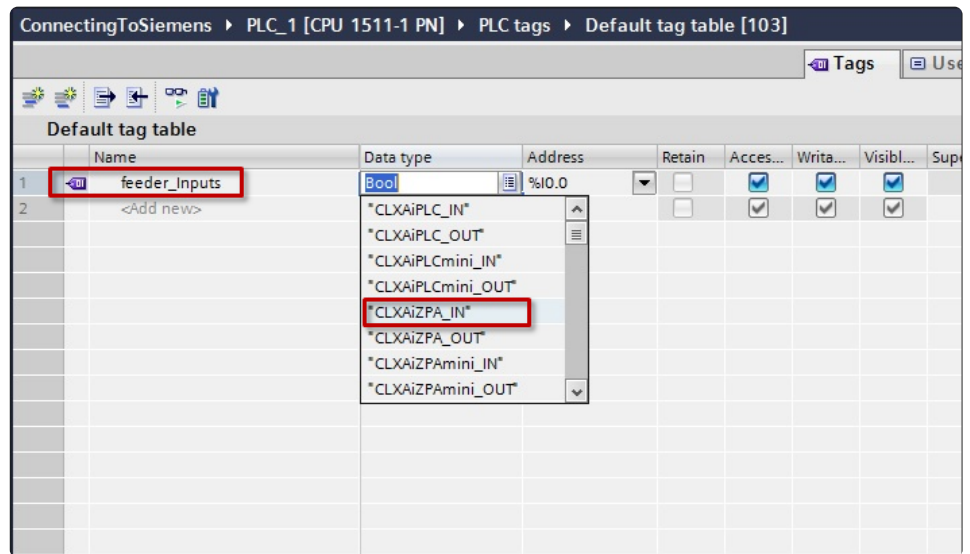 ConnectingToSiemens ▸ PLC_1 [CPU 1511-1 PN] ▸ PLC tags ▸ Default tag table [103]
Tags Use
Default tag table
Name Data type Address Retain Acces... Writa... Visibl... Supe
1 feeder_Inputs Bool %I0.0
2 <Add new>
"CLXAiPLC_IN"
"CLXAiPLC_OUT"
"CLXAiPLCmini_IN"
"CLXAiPLCmini_OUT"
"CLXAiZPA_IN"
"CLXAiZPA_OUT"
"CLXAiZPAmini_IN"
"CLXAiZPAmini_OUT"